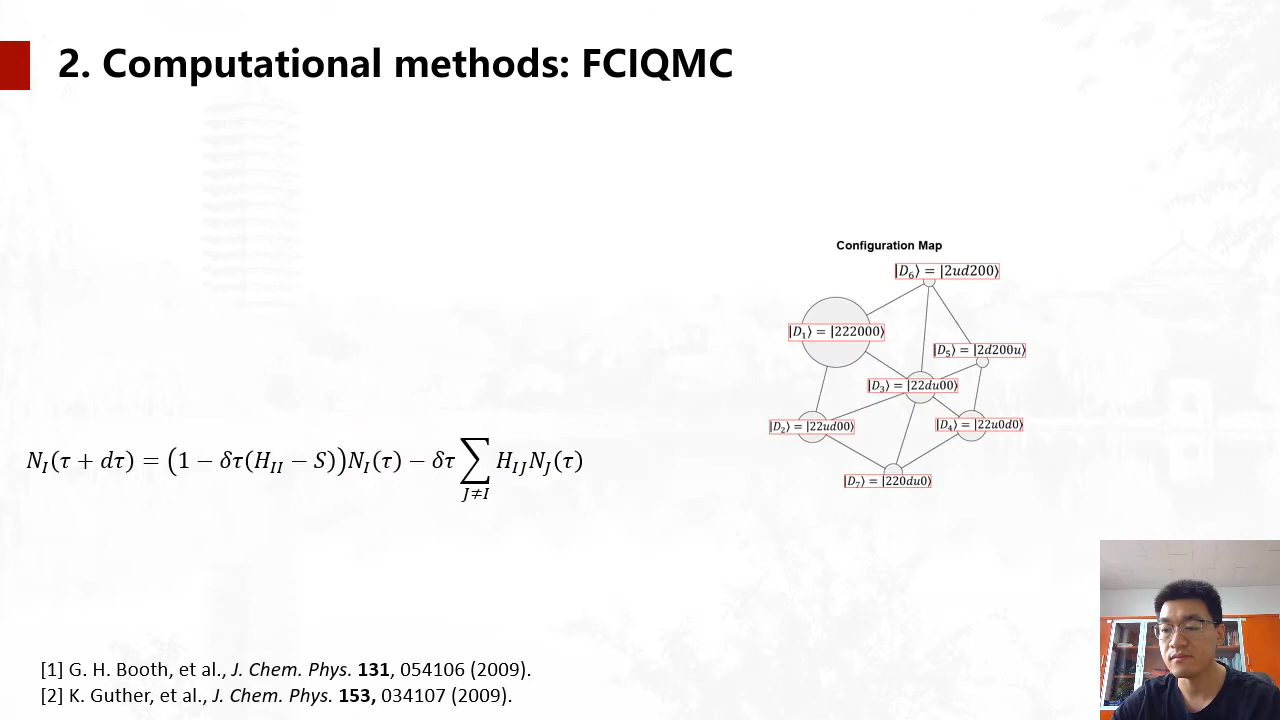 2. Computational methods: FCIQMC
Configuration Map
|D₆⟩ = |2ud200⟩
|D₁⟩ = |222000⟩
|D₅⟩ = |2d200u⟩
|D₃⟩ = |22du00⟩
|D₂⟩ = |22ud00⟩
|D₄⟩ = |22u0d0⟩
|D₇⟩ = |220du0⟩
N_I(τ + dτ) = (1 − δτ(H_II − S))N_I(τ) − δτ ∑_{J≠I} H_IJ N_J(τ)
[1] G. H. Booth, et al., J. Chem. Phys. 131, 054106 (2009).
[2] K. Guther, et al., J. Chem. Phys. 153, 034107 (2009).